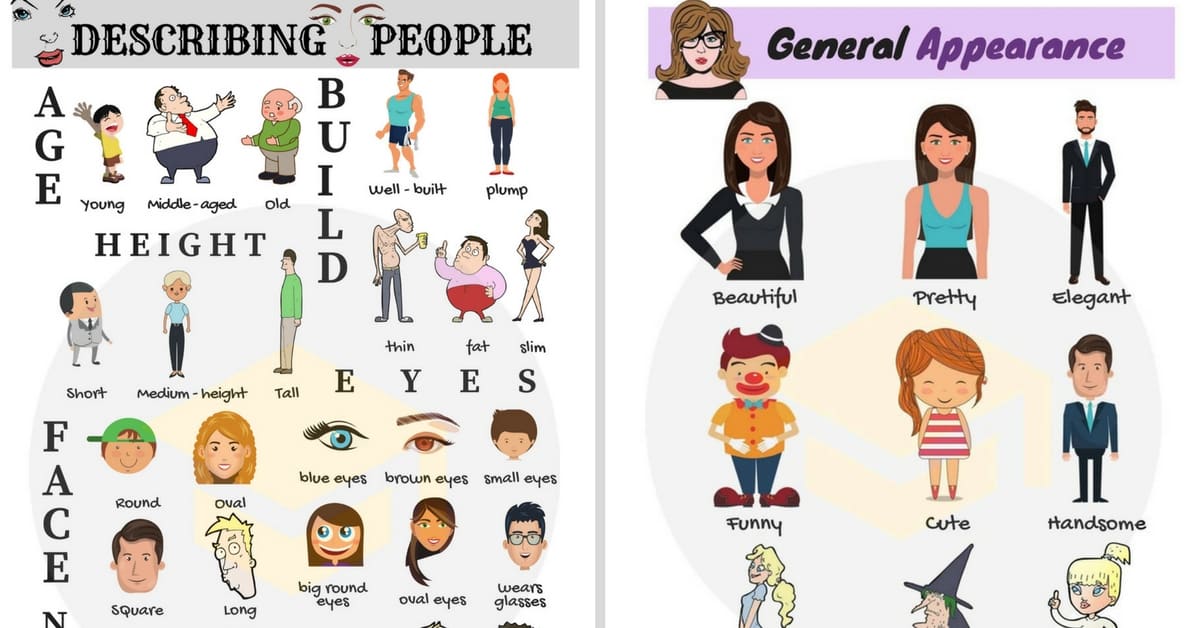 DESCRIBING PEOPLE
AGE
Young Middle-aged Old
BUILD
Well-built plump
thin fat slim
HEIGHT
Short Medium-height Tall
EYES
blue eyes brown eyes small eyes
big round
eyes
oval eyes
wears
glasses
FACE
Round Oval
Square Long
N
General Appearance
Beautiful Pretty Elegant
Funny Cute Handsome